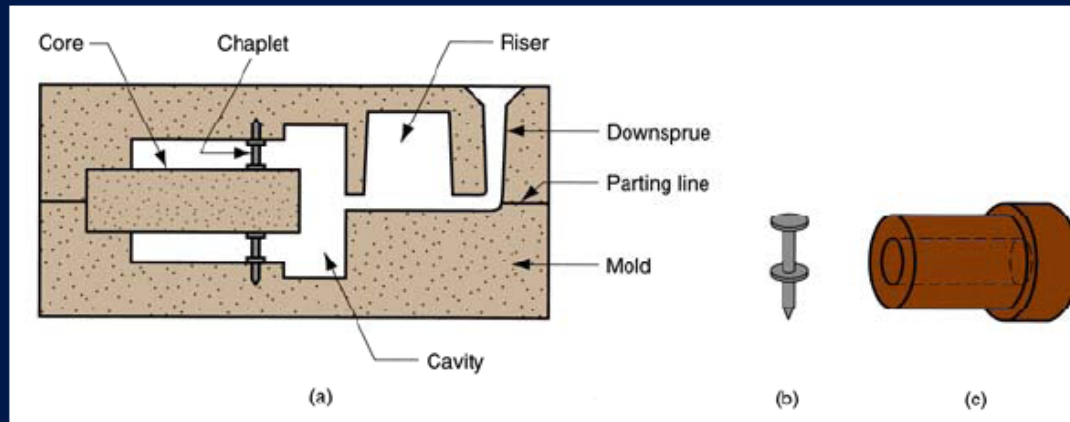 Core
Chaplet
Riser
Downsprue
Parting line
Mold
Cavity
(a)
(b)
(c)